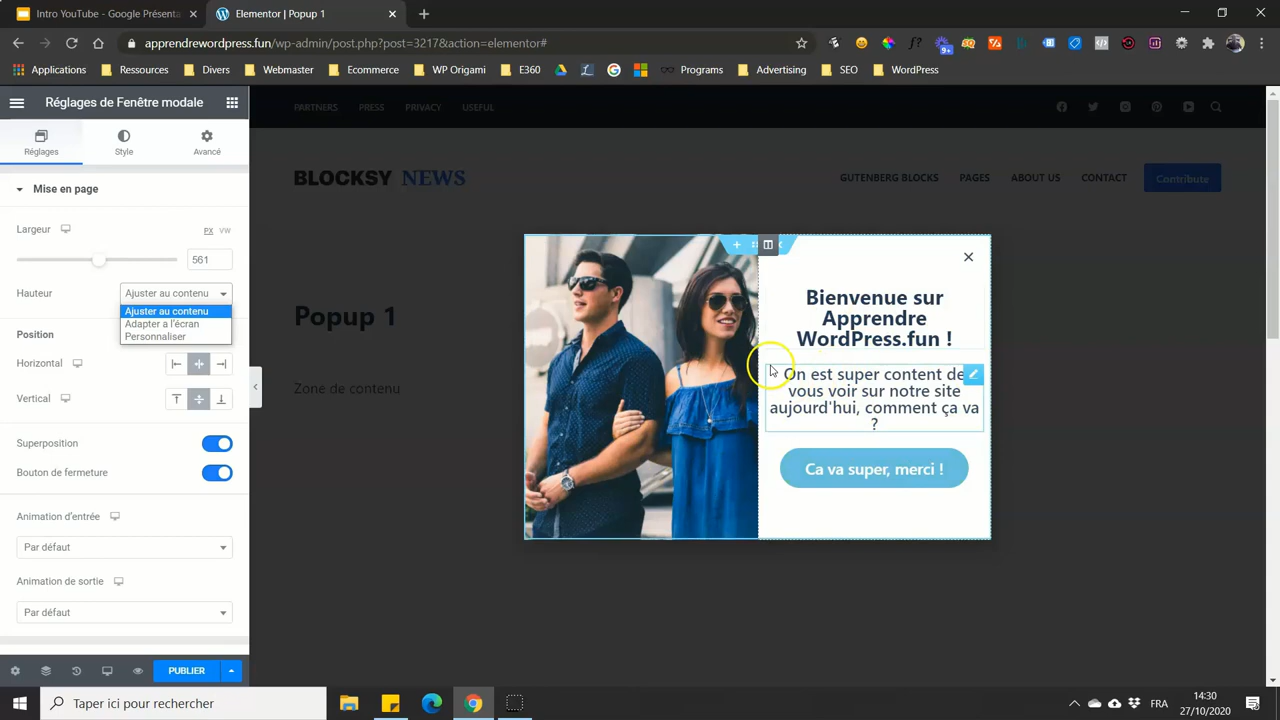 Intro YouTube - Google Présenta
Elementor | Popup 1
apprendrewordpress.fun/wp-admin/post.php?post=3217&action=elementor#
9+
Applications
Ressources
Divers
Webmaster
Ecommerce
WP Origami
E360
Programs
Advertising
SEO
WordPress
Réglages de Fenêtre modale
Réglages
Style
Avancé
Mise en page
Largeur
PX
VW
561
Hauteur
Ajuster au contenu
Ajuster au contenu
Adapter a l'écran
Personnaliser
Position
Horizontal
Vertical
Superposition
Bouton de fermeture
Animation d'entrée
Par défaut
Animation de sortie
Par défaut
PUBLIER
PARTNERS
PRESS
PRIVACY
USEFUL
BLOCKSY NEWS
GUTENBERG BLOCKS
PAGES
ABOUT US
CONTACT
Contribute
Popup 1
Zone de contenu
Bienvenue sur
Apprendre
WordPress.fun !
On est super content de
vous voir sur notre site
aujourd'hui, comment ça va
?
Ca va super, merci !
Taper ici pour rechercher
FRA
14:30
27/10/2020